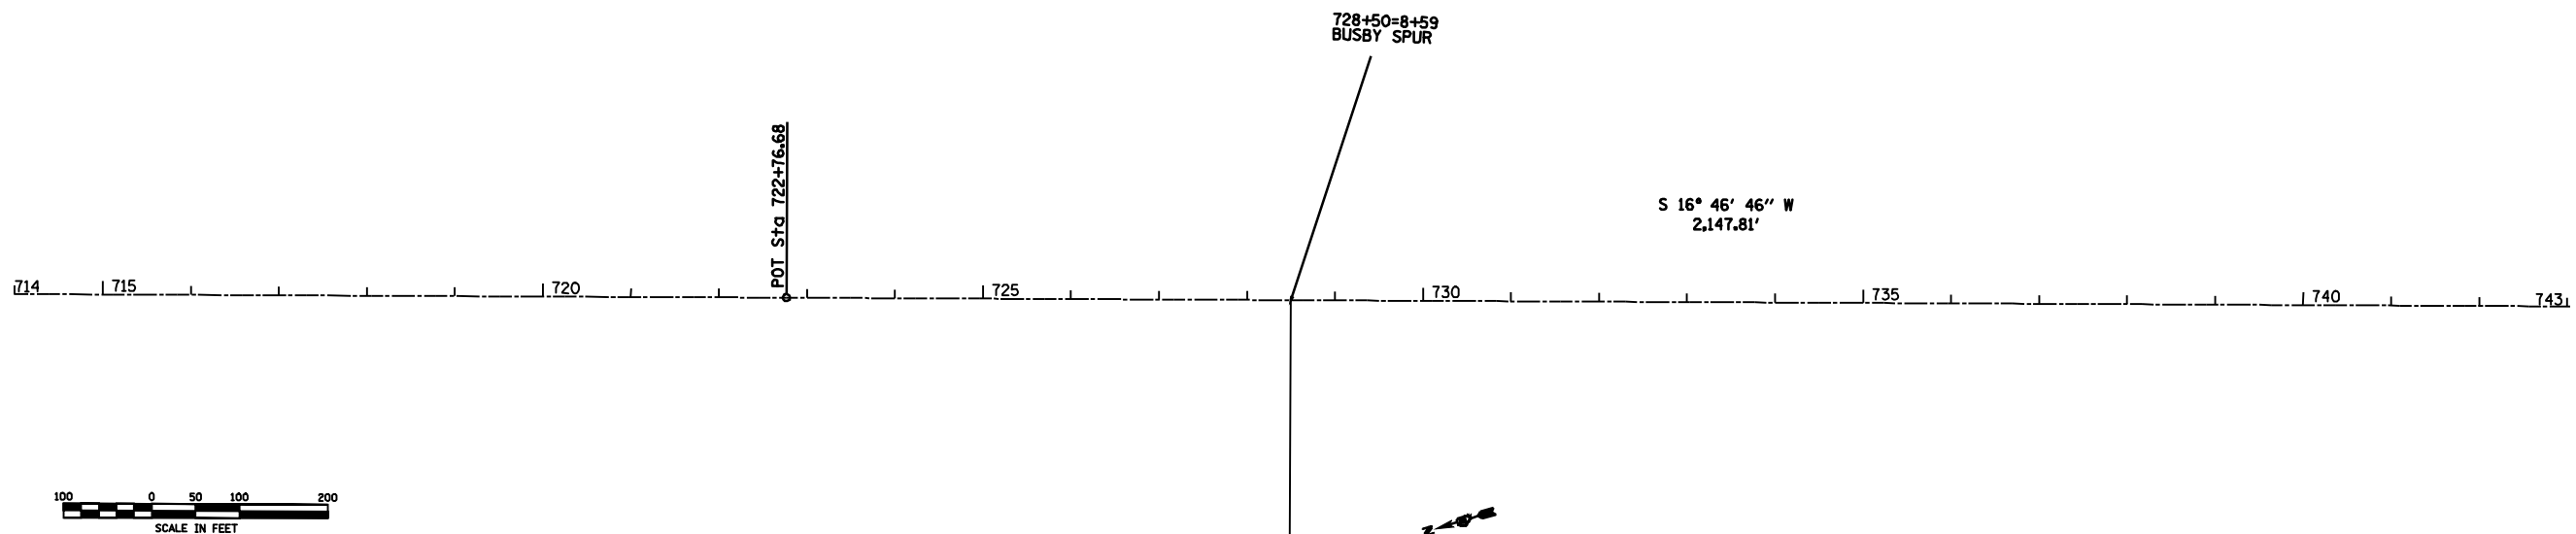 728+50=8+59
BUSBY SPUR
POT Sta 722+76.68
S 16° 46' 46" W
2,147.81'
714
715
720
725
730
735
740
743
100 0 50 100 200
SCALE IN FEET
N